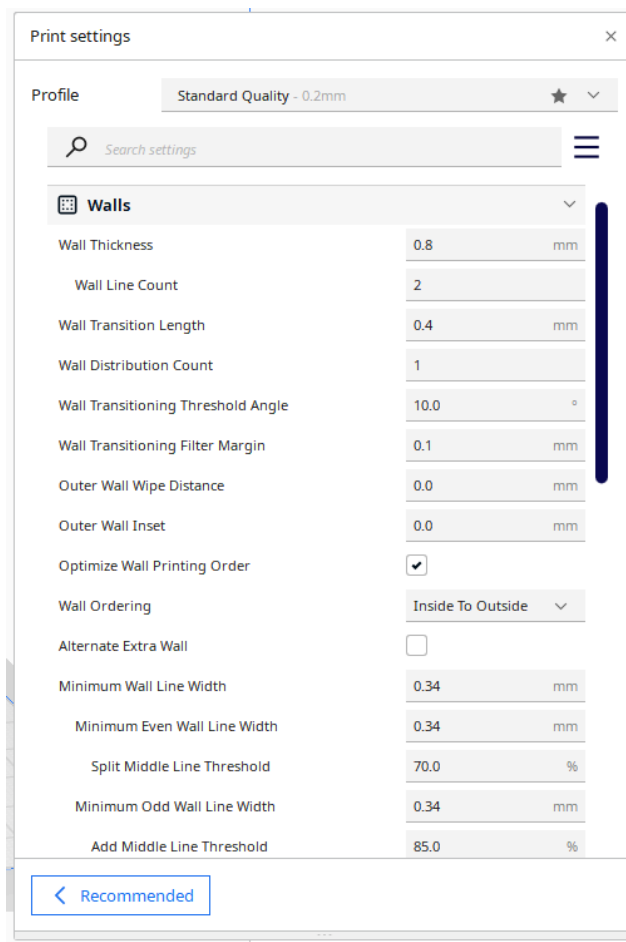 Print settings
Profile Standard Quality - 0.2mm
Search settings
Walls
Wall Thickness 0.8 mm
Wall Line Count 2
Wall Transition Length 0.4 mm
Wall Distribution Count 1
Wall Transitioning Threshold Angle 10.0 °
Wall Transitioning Filter Margin 0.1 mm
Outer Wall Wipe Distance 0.0 mm
Outer Wall Inset 0.0 mm
Optimize Wall Printing Order
Wall Ordering Inside To Outside
Alternate Extra Wall
Minimum Wall Line Width 0.34 mm
Minimum Even Wall Line Width 0.34 mm
Split Middle Line Threshold 70.0 %
Minimum Odd Wall Line Width 0.34 mm
Add Middle Line Threshold 85.0 %
Recommended